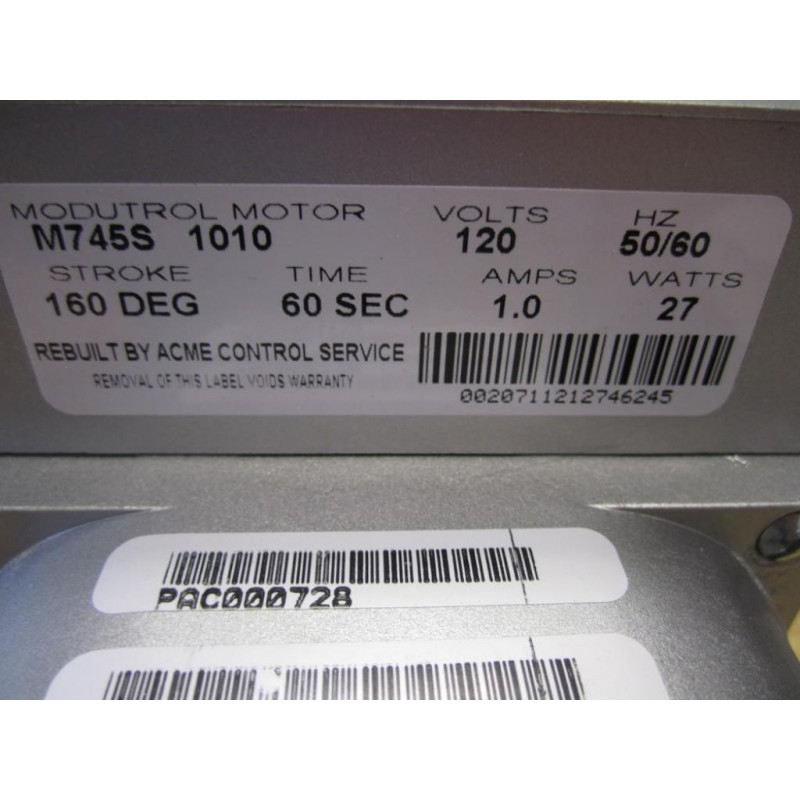 MODUTROL MOTOR VOLTS HZ
M745S 1010 120 50/60
STROKE TIME AMPS WATTS
160 DEG 60 SEC 1.0 27
REBUILT BY ACME CONTROL SERVICE
REMOVAL OF THIS LABEL VOIDS WARRANTY
0020711212746245
PAC000728